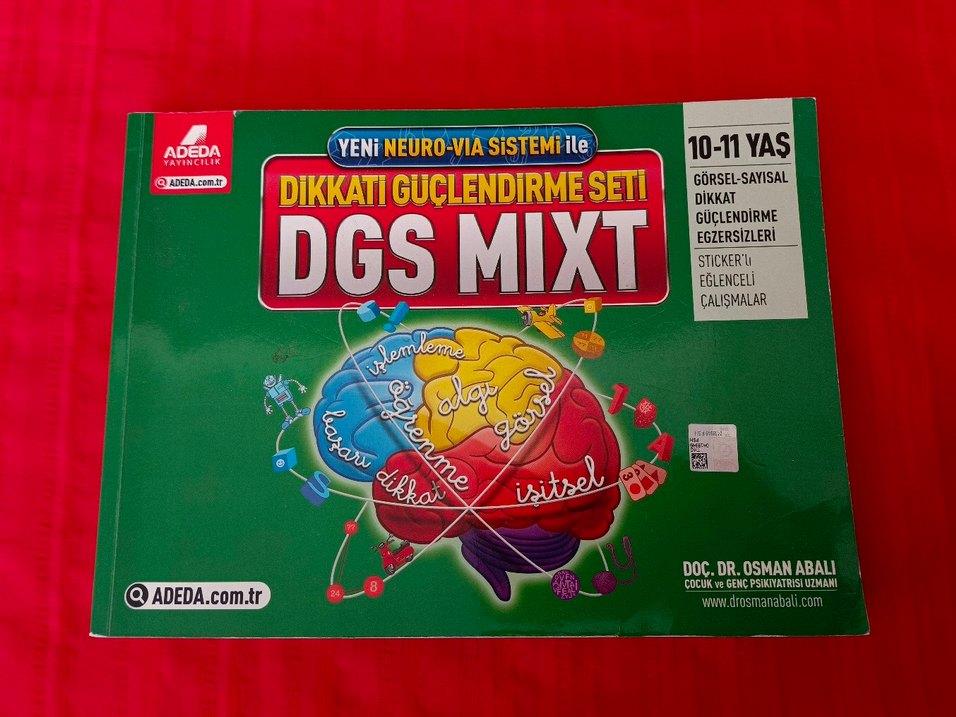 ADEDA
YAYINCILIK
ADEDA.com.tr
YENİ NEURO-VIA SİSTEMİ ile
DİKKATİ GÜÇLENDİRME SETİ
DGS MIXT
10-11 YAŞ
GÖRSEL-SAYISAL
DİKKAT
GÜÇLENDİRME
EGZERSİZLERİ
STICKER'lı
EĞLENCELİ
ÇALIŞMALAR
işlemleme
öğrenme
algı
görsel
başarı
dikkat
işitsel
77
24
8
ADEDA.com.tr
DOÇ. DR. OSMAN ABALI
ÇOCUK ve GENÇ PSİKİYATRİSİ UZMANI
www.drosmanabali.com